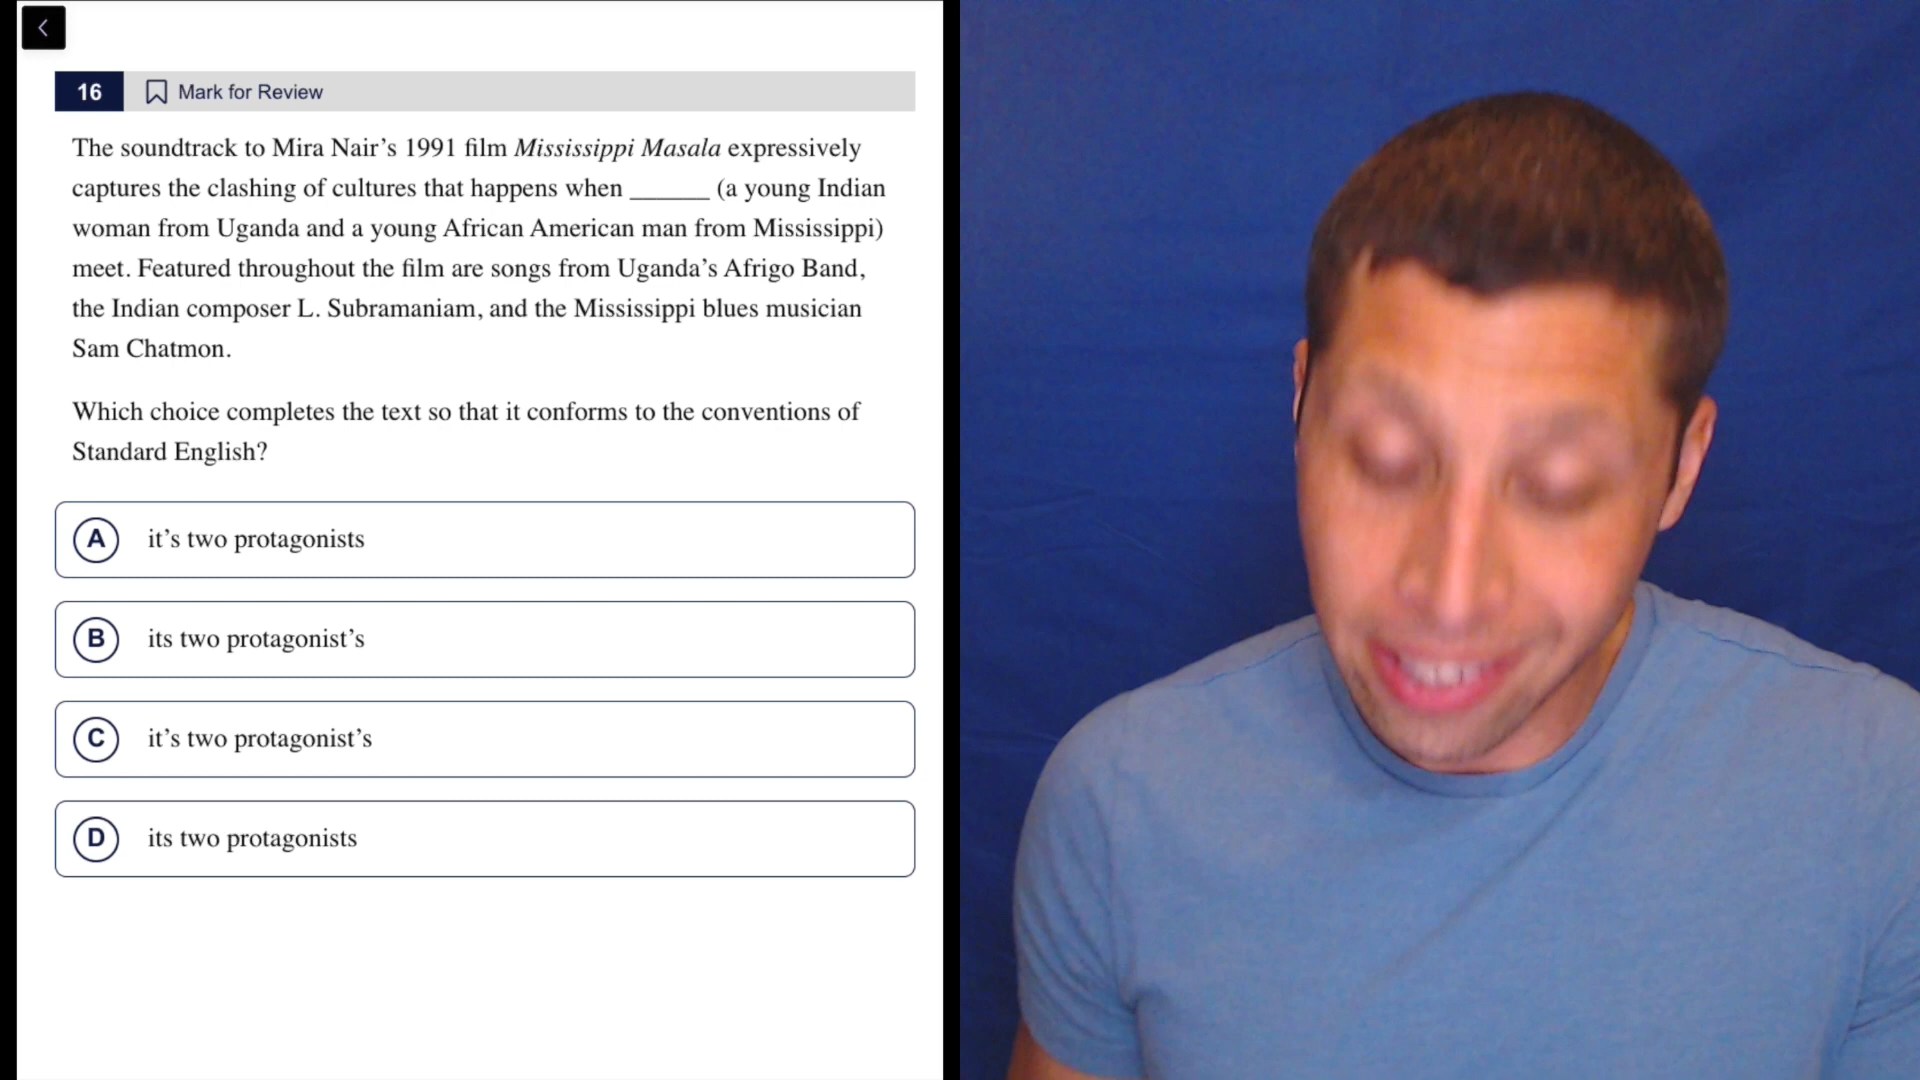 16 Mark for Review
The soundtrack to Mira Nair’s 1991 film Mississippi Masala expressively
captures the clashing of cultures that happens when ______ (a young Indian
woman from Uganda and a young African American man from Mississippi)
meet. Featured throughout the film are songs from Uganda’s Afrigo Band,
the Indian composer L. Subramaniam, and the Mississippi blues musician
Sam Chatmon.
Which choice completes the text so that it conforms to the conventions of
Standard English?
A it’s two protagonists
B its two protagonist’s
C it’s two protagonist’s
D its two protagonists